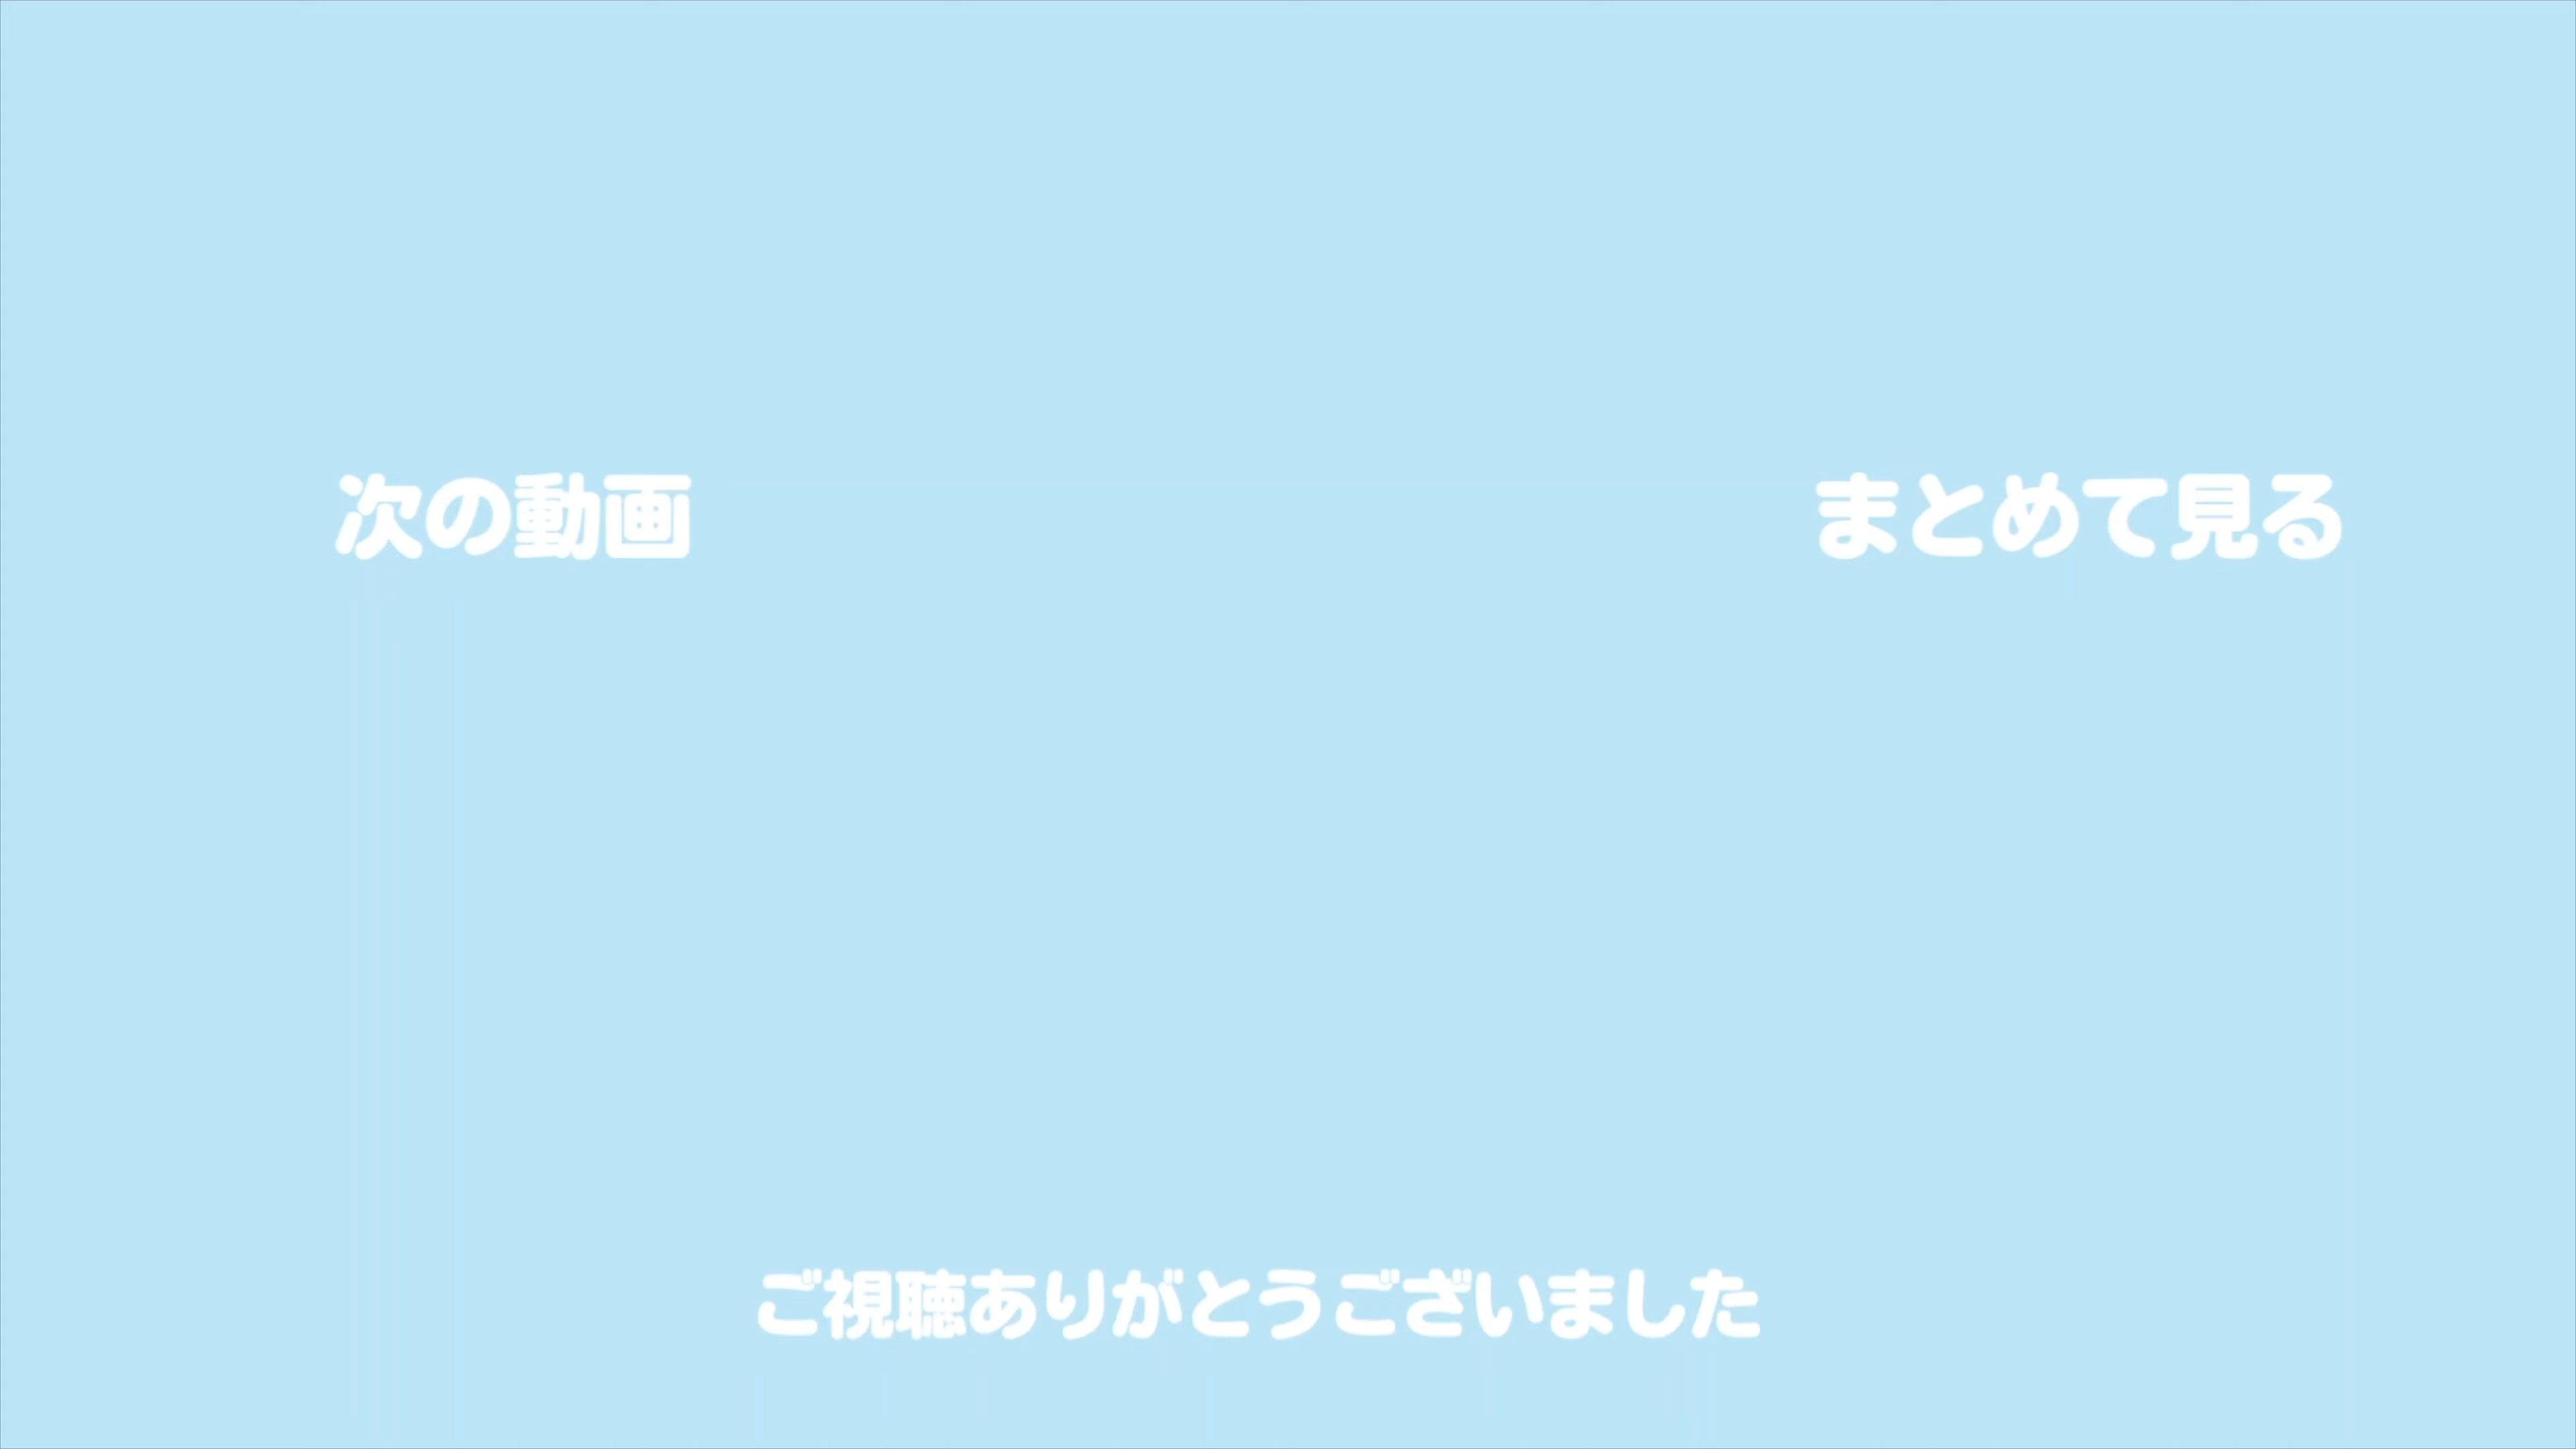 次の動画
まとめて見る
ご視聴ありがとうございました